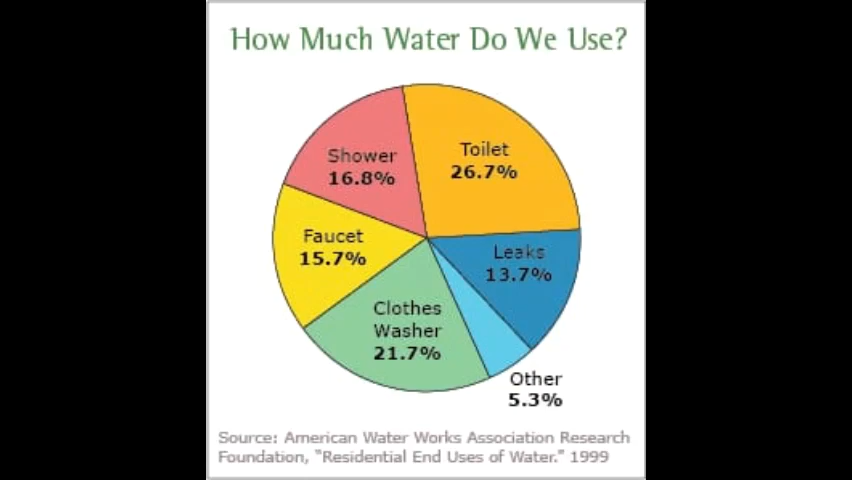 How Much Water Do We Use?
Shower
16.8%
Toilet
26.7%
Faucet
15.7%
Leaks
13.7%
Clothes
Washer
21.7%
Other
5.3%
Source: American Water Works Association Research
Foundation, “Residential End Uses of Water.” 1999